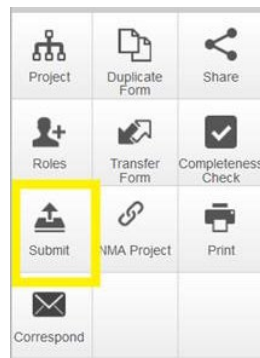 Project Duplicate Share
Form
Roles Transfer Completeness
Form Check
Submit NMA Project Print
Correspond